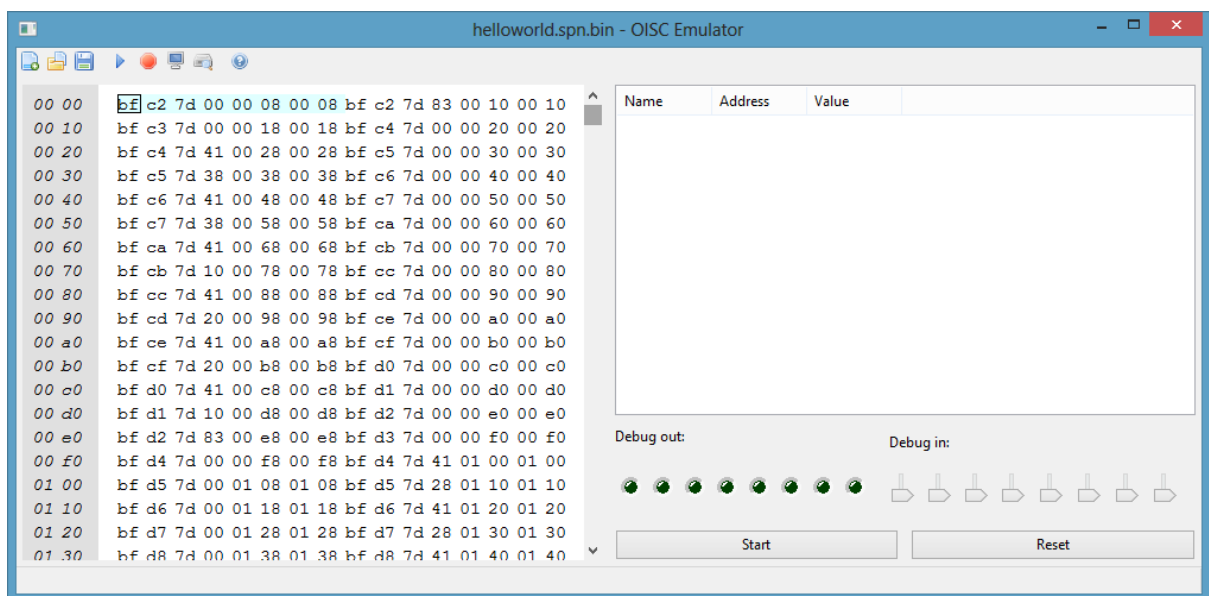 helloworld.spn.bin - OISC Emulator
00 00 bf c2 7d 00 00 08 00 08 bf c2 7d 83 00 10 00 10
00 10 bf c3 7d 00 00 18 00 18 bf c4 7d 00 00 20 00 20
00 20 bf c4 7d 41 00 28 00 28 bf c5 7d 00 00 30 00 30
00 30 bf c5 7d 38 00 38 00 38 bf c6 7d 00 00 40 00 40
00 40 bf c6 7d 41 00 48 00 48 bf c7 7d 00 00 50 00 50
00 50 bf c7 7d 38 00 58 00 58 bf ca 7d 00 00 60 00 60
00 60 bf ca 7d 41 00 68 00 68 bf cb 7d 00 00 70 00 70
00 70 bf cb 7d 10 00 78 00 78 bf cc 7d 00 00 80 00 80
00 80 bf cc 7d 41 00 88 00 88 bf cd 7d 00 00 90 00 90
00 90 bf cd 7d 20 00 98 00 98 bf ce 7d 00 00 a0 00 a0
00 a0 bf ce 7d 41 00 a8 00 a8 bf cf 7d 00 00 b0 00 b0
00 b0 bf cf 7d 20 00 b8 00 b8 bf d0 7d 00 00 c0 00 c0
00 c0 bf d0 7d 41 00 c8 00 c8 bf d1 7d 00 00 d0 00 d0
00 d0 bf d1 7d 10 00 d8 00 d8 bf d2 7d 00 00 e0 00 e0
00 e0 bf d2 7d 83 00 e8 00 e8 bf d3 7d 00 00 f0 00 f0
00 f0 bf d4 7d 00 00 f8 00 f8 bf d4 7d 41 01 00 01 00
01 00 bf d5 7d 00 01 08 01 08 bf d5 7d 28 01 10 01 10
01 10 bf d6 7d 00 01 18 01 18 bf d6 7d 41 01 20 01 20
01 20 bf d7 7d 00 01 28 01 28 bf d7 7d 28 01 30 01 30
01 30 bf d8 7d 00 01 38 01 38 bf d8 7d 41 01 40 01 40
Name Address Value
Debug out: Debug in:
Start Reset